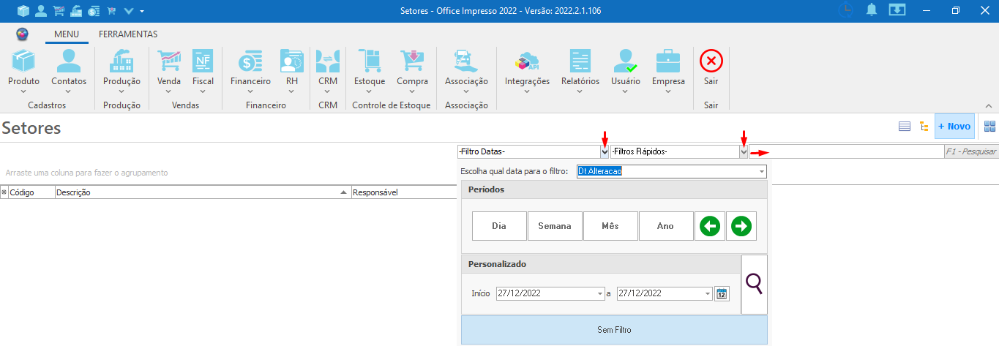 Setores - Office Impresso 2022 - Versão: 2022.2.1.106
MENU FERRAMENTAS
NF API
Produto Contatos Produção Venda Fiscal Financeiro RH CRM Estoque Compra Associação Integrações Relatórios Usuário Empresa Sair
Cadastros Produção Vendas Financeiro CRM Controle de Estoque Associação Sair
Setores
+ Novo
-Filtro Datas- -Filtros Rápidos- F1 - Pesquisar
Arraste uma coluna para fazer o agrupamento
Escolha qual data para o filtro: Dt Alteracao
Código Descrição Responsável
Períodos
Dia Semana Mês Ano
Personalizado
Início 27/12/2022 a 27/12/2022 12
Sem Filtro